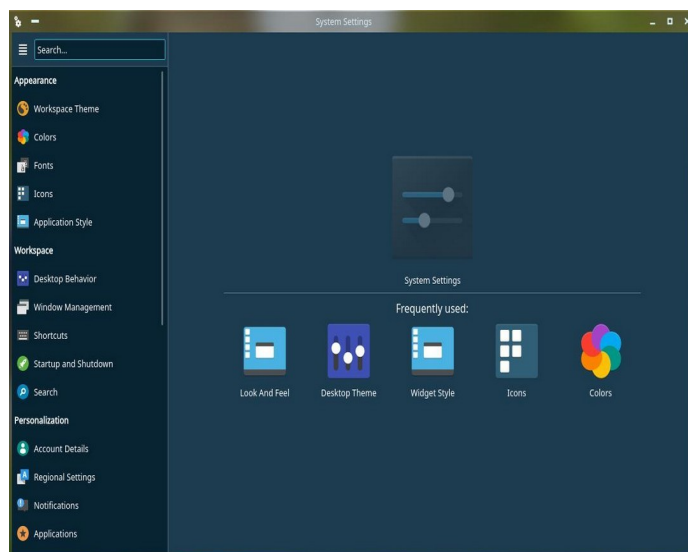 System Settings
Search...
Appearance
Workspace Theme
Colors
Fonts
Icons
Application Style
Workspace
Desktop Behavior
Window Management
Shortcuts
Startup and Shutdown
Search
Personalization
Account Details
Regional Settings
Notifications
Applications
System Settings
Frequently used:
Look And Feel
Desktop Theme
Widget Style
Icons
Colors